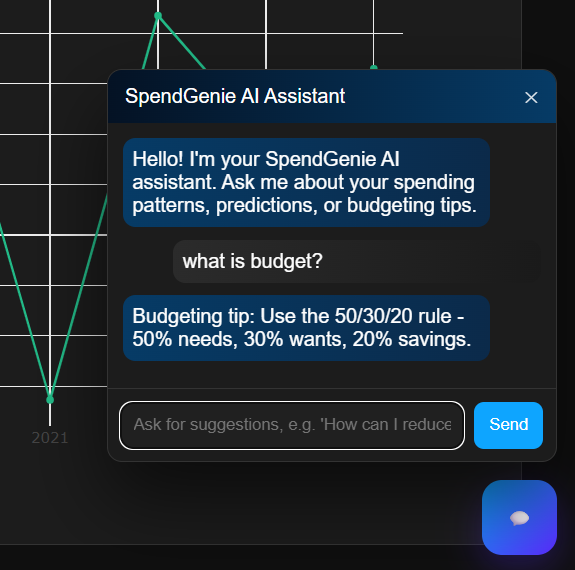 SpendGenie AI Assistant
Hello! I'm your SpendGenie AI
assistant. Ask me about your spending
patterns, predictions, or budgeting tips.
what is budget?
Budgeting tip: Use the 50/30/20 rule -
50% needs, 30% wants, 20% savings.
Ask for suggestions, e.g. 'How can I reduce
Send
2021